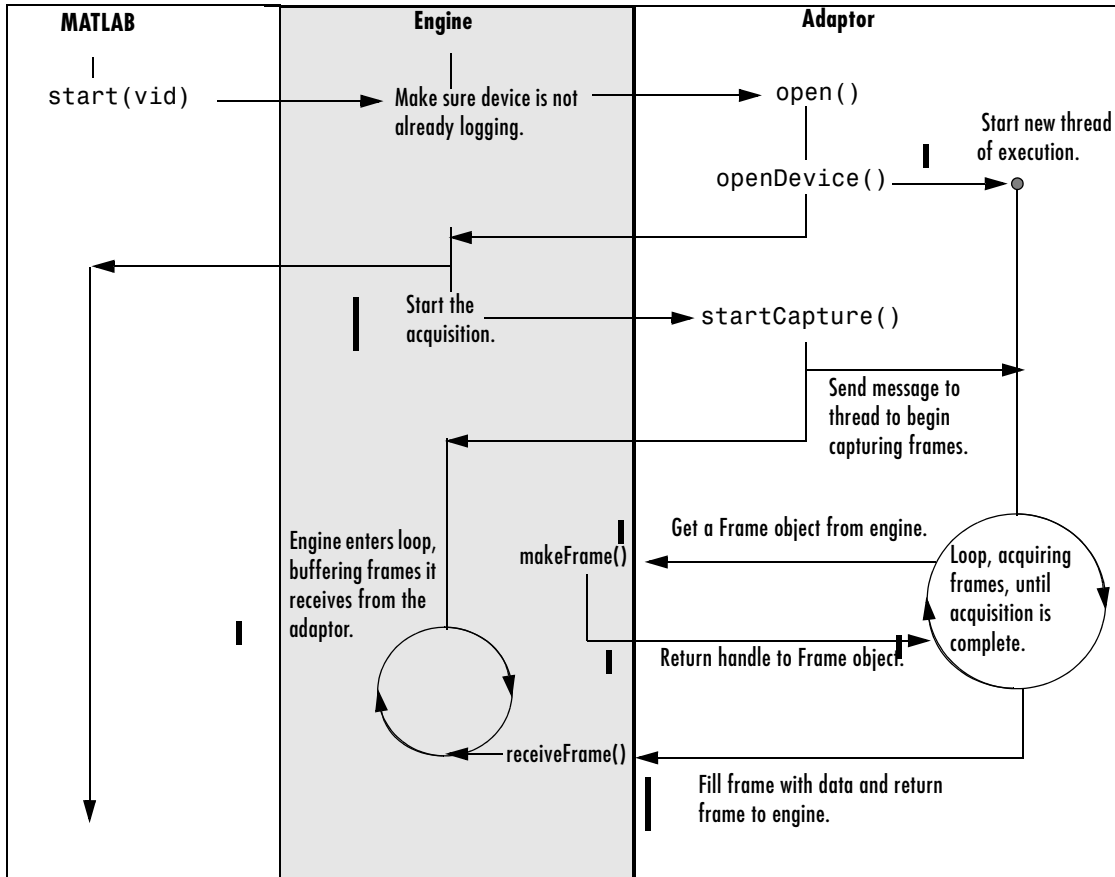 MATLAB
Engine
Adaptor
start(vid)
Make sure device is not
already logging.
open()
Start new thread
of execution.
openDevice()
Start the
acquisition.
startCapture()
Send message to
thread to begin
capturing frames.
Engine enters loop,
buffering frames it
receives from the
adaptor.
makeFrame()
Get a Frame object from engine.
Loop, acquiring
frames, until
acquisition is
complete.
Return handle to Frame object.
receiveFrame()
Fill frame with data and return
frame to engine.